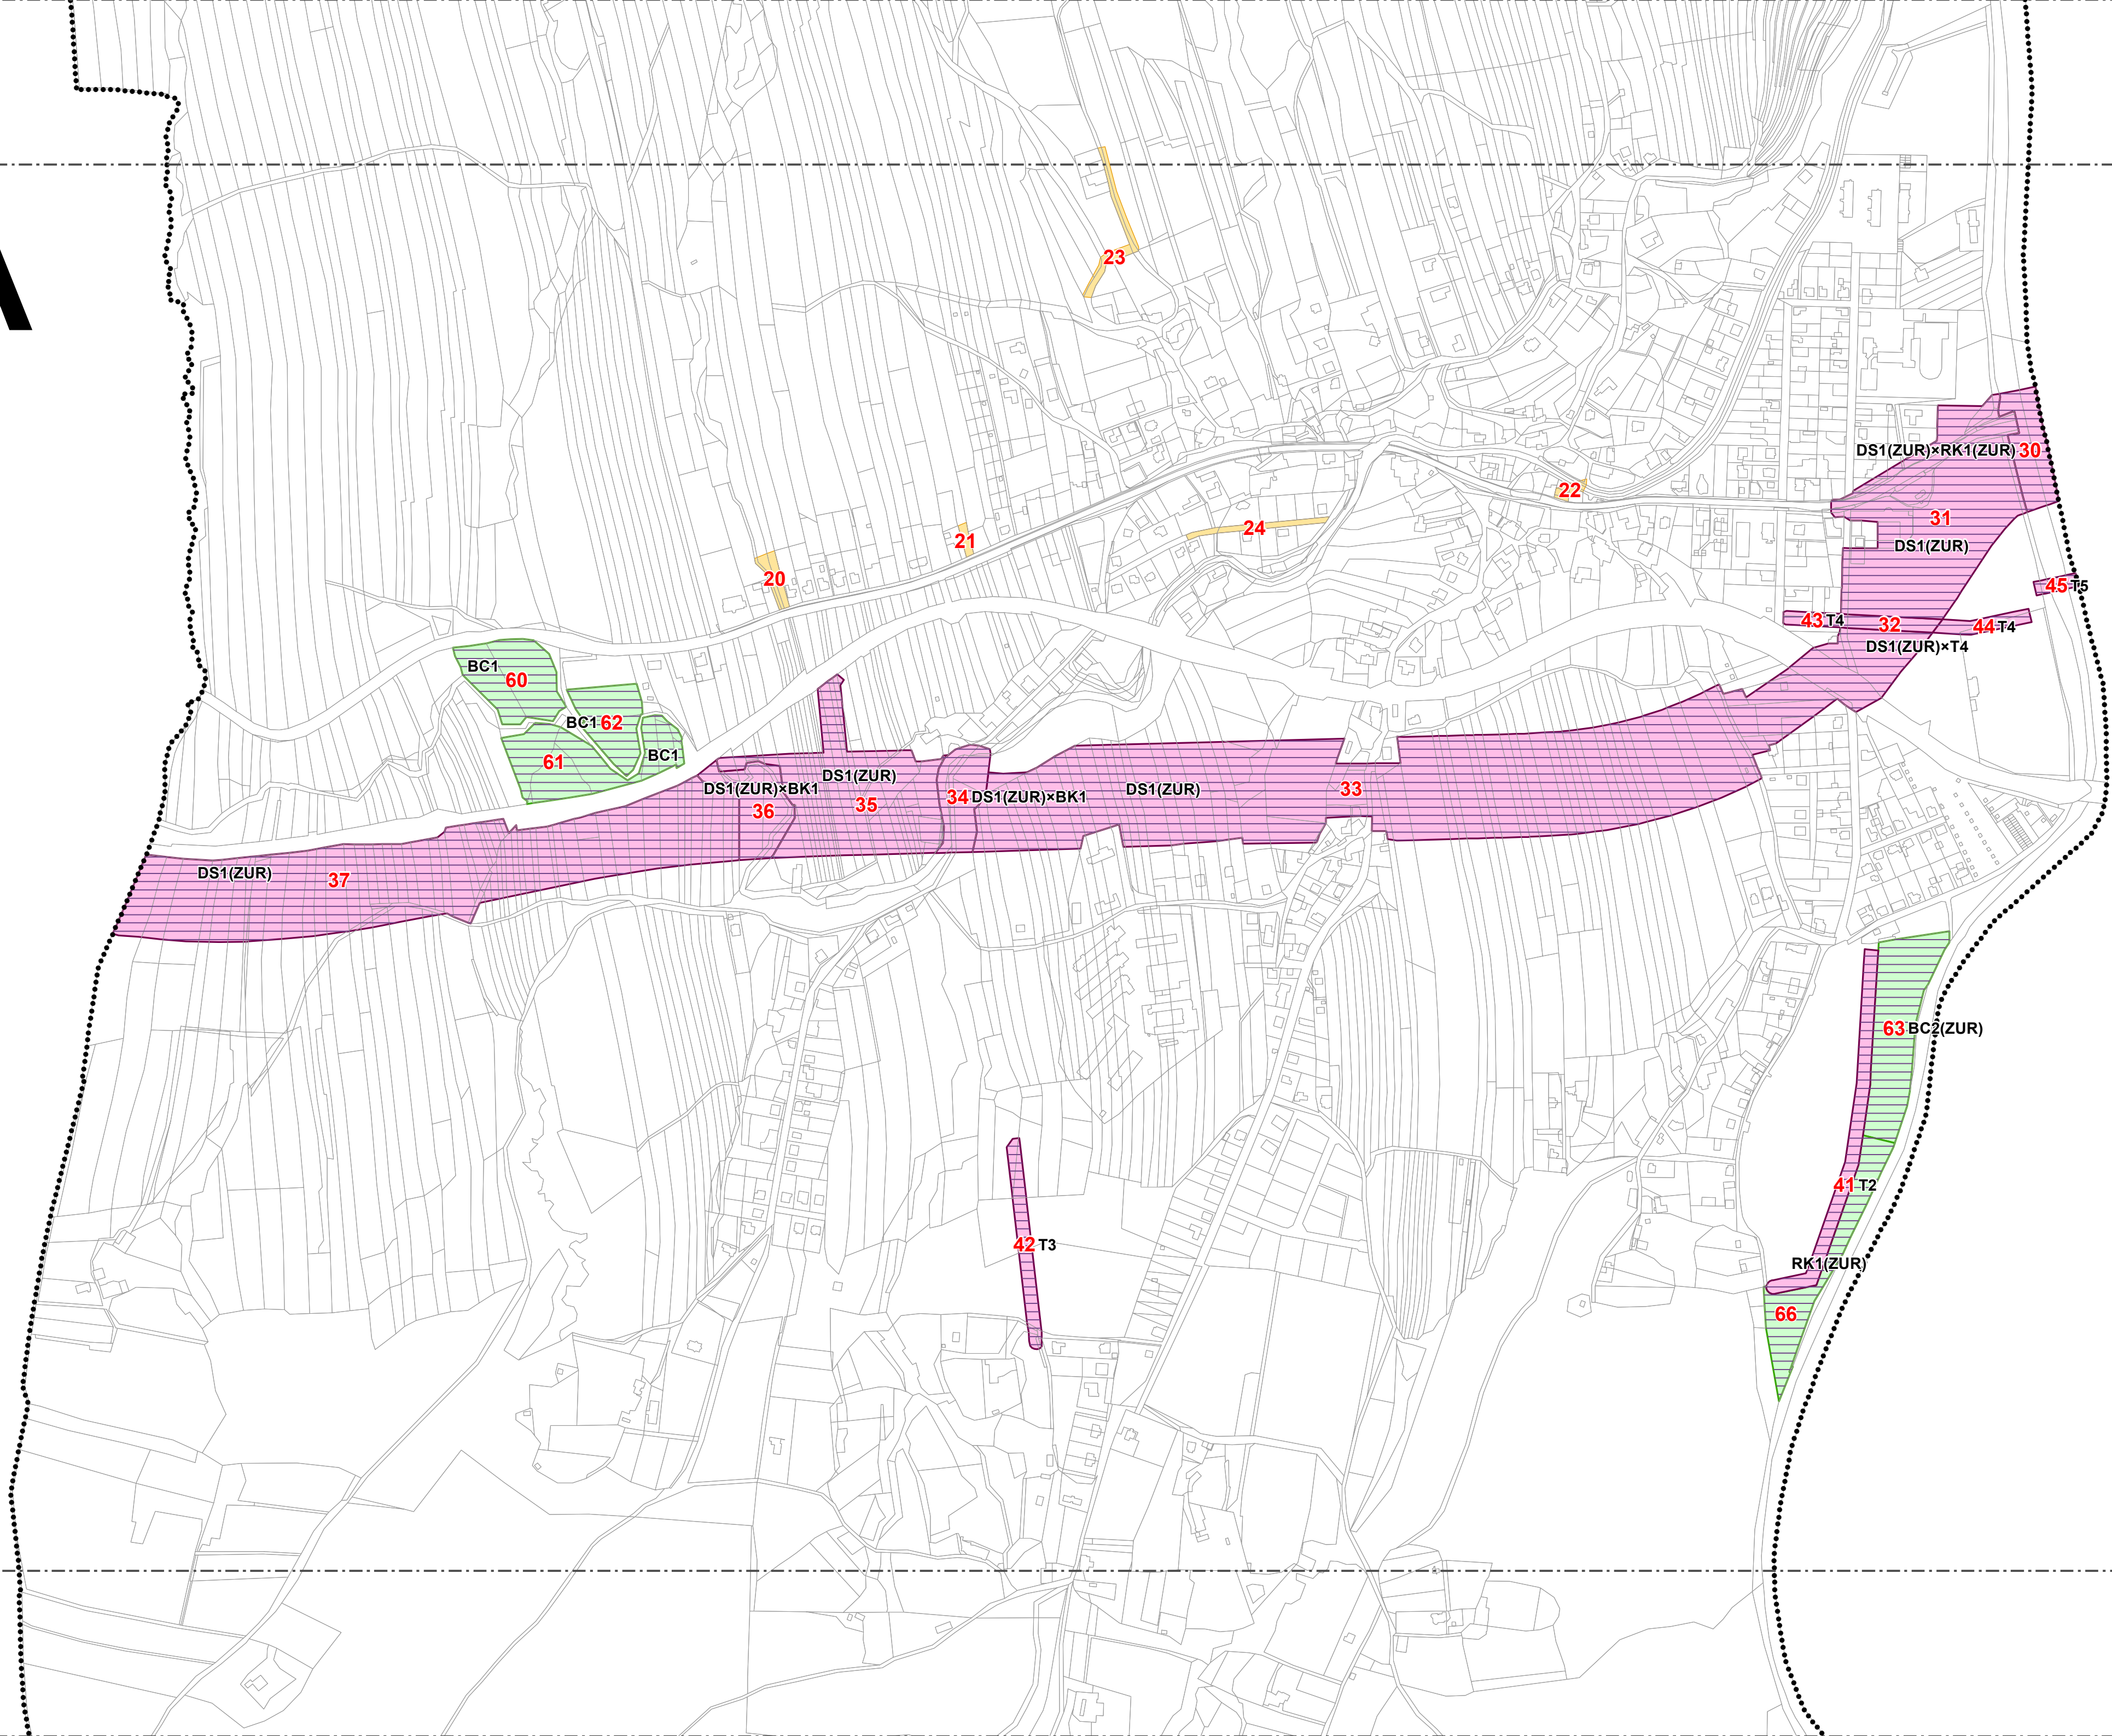 23
DS1(ZUR)×RK1(ZUR) 30
22
31
24
21
DS1(ZUR)
20
45 T5
43 T4
32
44 T4
DS1(ZUR)×T4
BC1
60
BC1 62
BC1
61
DS1(ZUR)
DS1(ZUR)×BK1
DS1(ZUR)
33
34 DS1(ZUR)×BK1
35
36
DS1(ZUR)
37
63 BC2(ZUR)
41 T2
42 T3
RK1(ZUR)
66